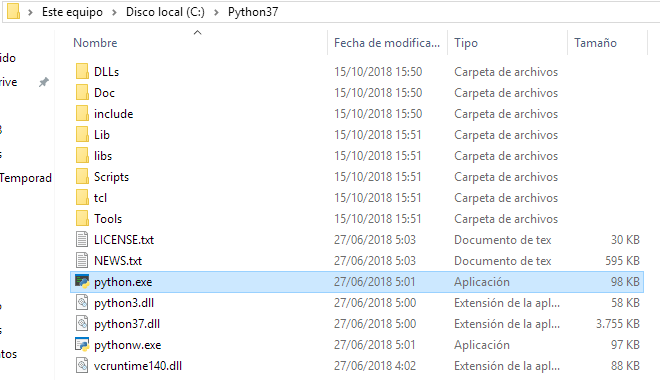 Este equipo > Disco local (C:) > Python37
Nombre Fecha de modifica... Tipo Tamaño
DLLs 15/10/2018 15:50 Carpeta de archivos
Doc 15/10/2018 15:50 Carpeta de archivos
include 15/10/2018 15:50 Carpeta de archivos
Lib 15/10/2018 15:51 Carpeta de archivos
libs 15/10/2018 15:51 Carpeta de archivos
Scripts 15/10/2018 15:51 Carpeta de archivos
tcl 15/10/2018 15:51 Carpeta de archivos
Tools 15/10/2018 15:51 Carpeta de archivos
LICENSE.txt 27/06/2018 5:03 Documento de tex 30 KB
NEWS.txt 27/06/2018 5:03 Documento de tex 595 KB
python.exe 27/06/2018 5:01 Aplicación 98 KB
python3.dll 27/06/2018 5:00 Extensión de la apl... 58 KB
python37.dll 27/06/2018 5:00 Extensión de la apl... 3.755 KB
pythonw.exe 27/06/2018 5:01 Aplicación 97 KB
vcruntime140.dll 27/06/2018 4:02 Extensión de la apl... 88 KB
ido
rive
Temporad
tos